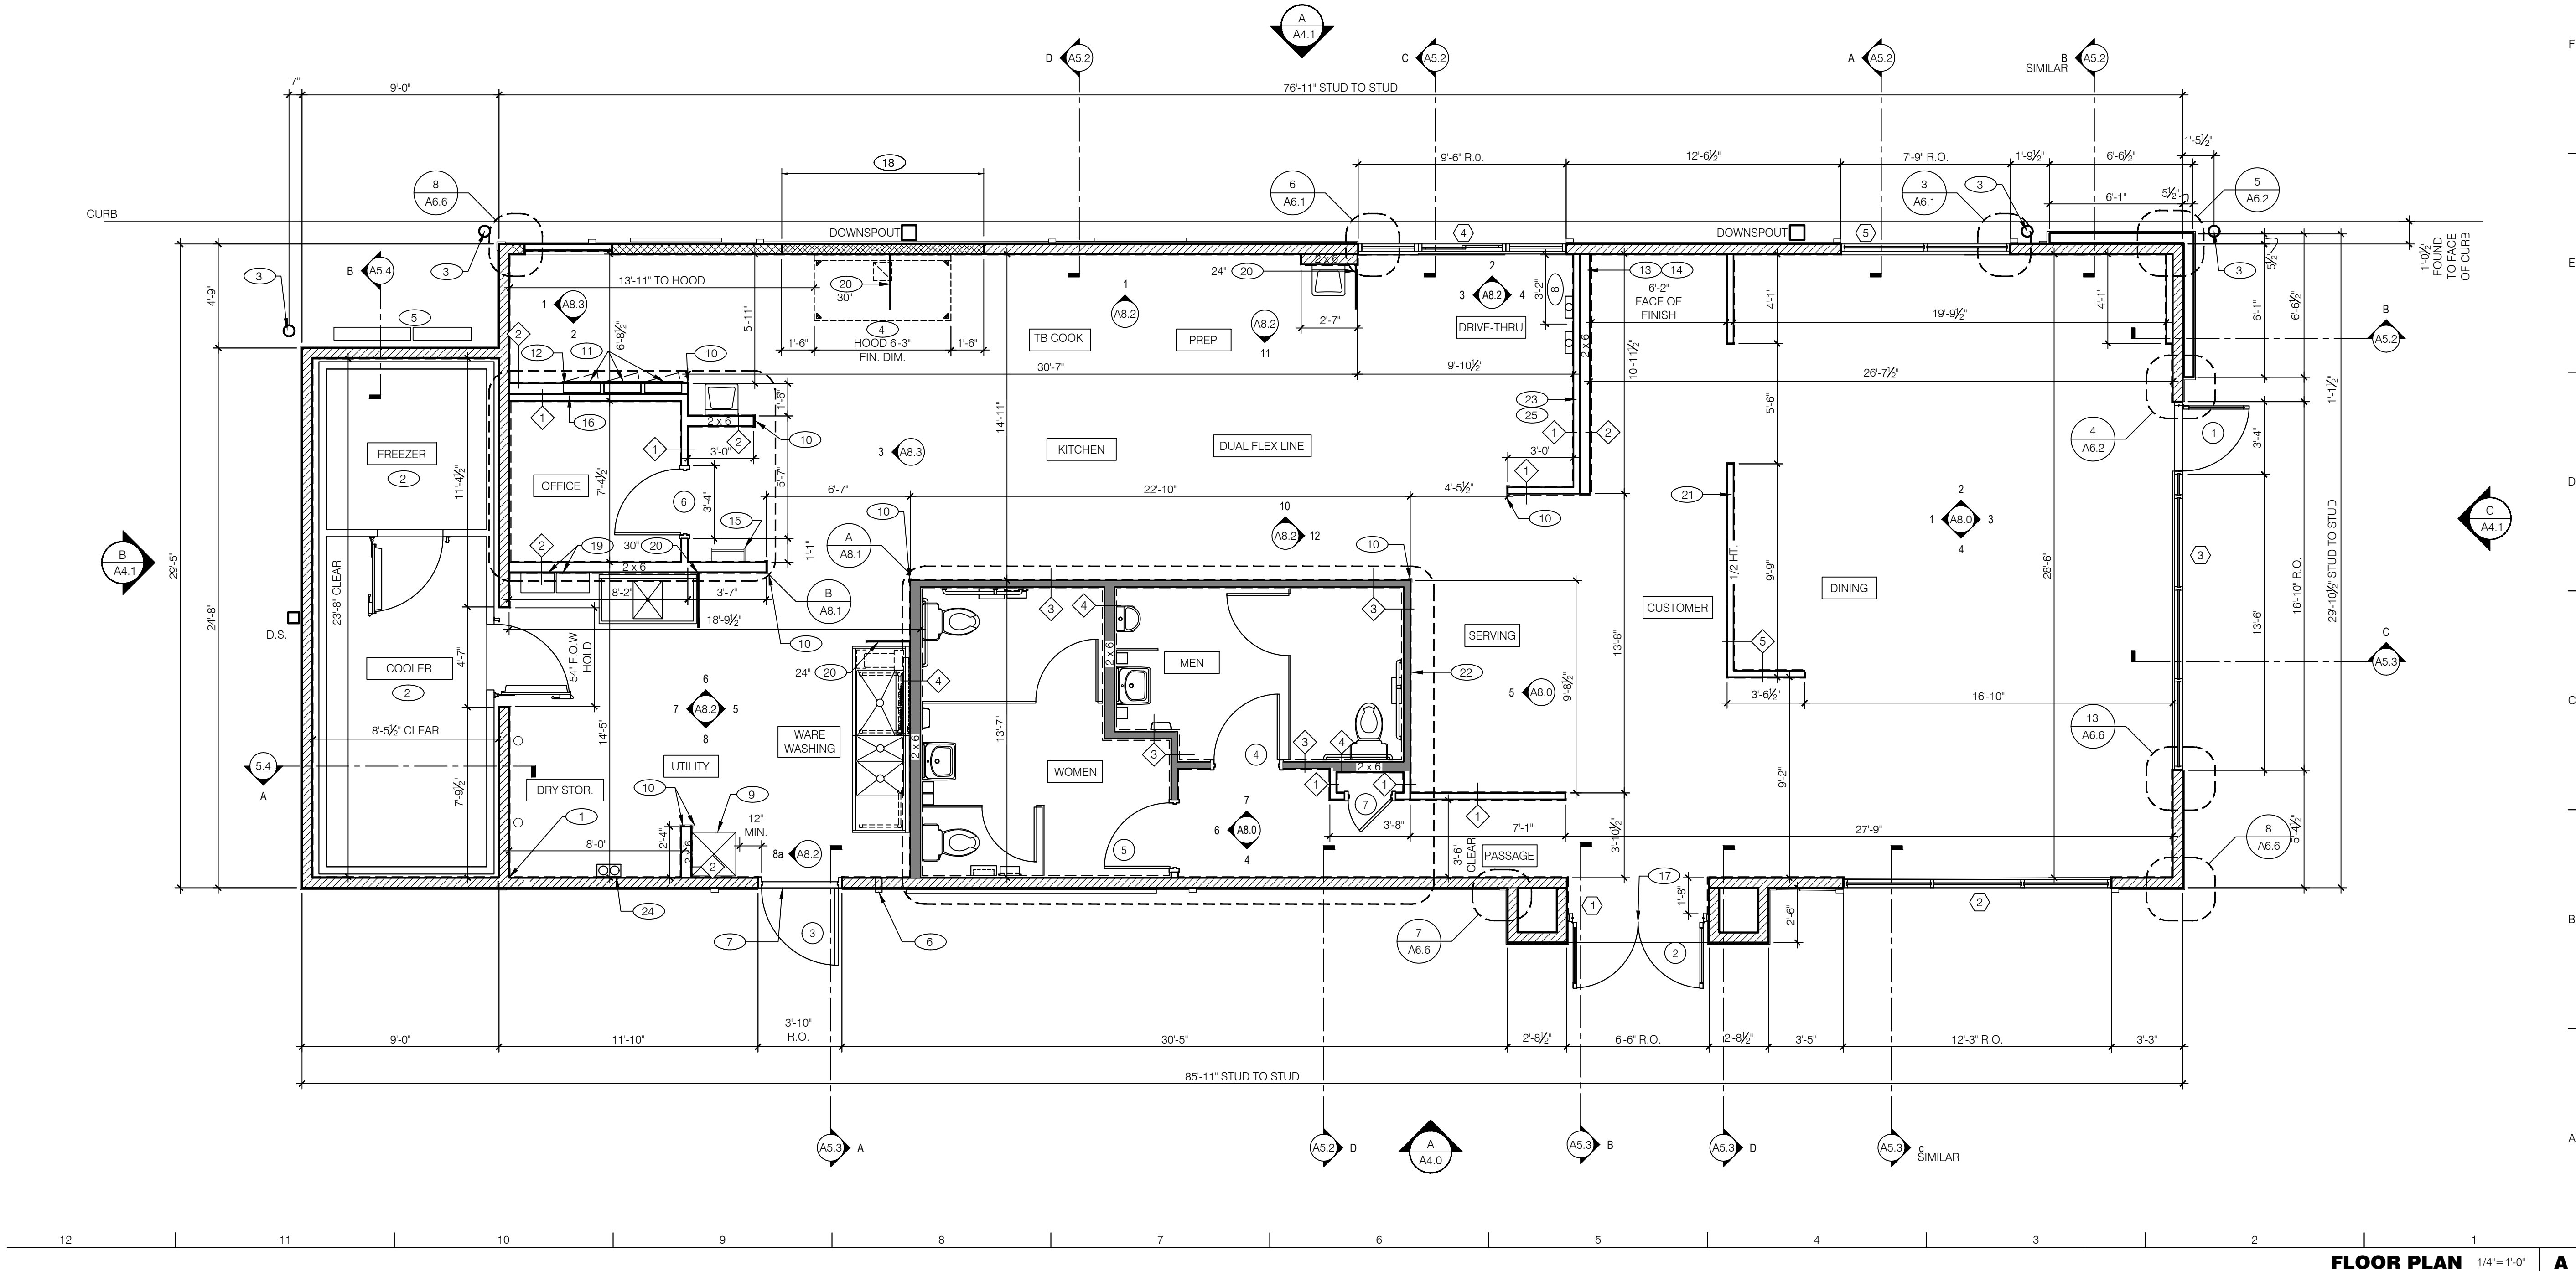 A
A4.1
D
A5.2
C
A5.2
A
A5.2
B
SIMILAR
A5.2
F
7"
9'-0"
76'-11" STUD TO STUD
1'-5½"
9'-6" R.O.
12'-6½"
7'-9" R.O.
1'-9½"
6'-6½"
18
8
A6.6
6
A6.1
3
A6.1
3
6'-1"
5½"
5
A6.2
CURB
DOWNSPOUT
DOWNSPOUT
4
5
3
3
B
A5.4
5
4'-9"
13'-11" TO HOOD
1
A8.3
2
2
12
11
10
6'-8½"
5'-11"
20
30"
4
1'-6"
HOOD 6'-3"
FIN. DIM.
1'-6"
1
A8.2
TB COOK
PREP
A8.2
11
24"
20
2 x 6
2'-7"
2
3
A8.2
4
DRIVE-THRU
3'-2"
8
13
14
6'-2"
FACE OF
FINISH
2 x 6
10'-11½"
4'-1"
19'-9½"
4'-1"
5½"
3
6'-1"
6'-6½"
1'-0½"
FOUND
TO FACE
OF CURB
E
B
A5.2
30'-7"
9'-10½"
26'-7½"
1'-1½"
1
16
2 x 6
1'-6"
10
1
2
3'-0"
14'-11"
23
25
1
2
5'-6"
4
A6.2
1
3'-4"
FREEZER
2
11'-4½"
OFFICE
7'-4½"
6
3'-4"
5'-7"
3
A8.3
KITCHEN
DUAL FLEX LINE
3'-0"
1
6'-7"
22'-10"
4'-5½"
10
21
2
1
A8.0
3
4
D
C
A4.1
B
A4.1
29'-5"
15
10
10
A8.2
12
10
2
19
30"
20
2 x 6
1'-1"
A
A8.1
1/2 HT.
9'-9"
28'-6"
3
16'-10" R.O.
29'-10½" STUD TO STUD
24'-8"
23'-8" CLEAR
D.S.
8'-2"
3'-7"
B
A8.1
18'-9½"
3
4
3
CUSTOMER
DINING
13'-6"
COOLER
2
4'-7"
54" F.O.W
HOLD
10
24"
20
4
2 x 6
MEN
SERVING
22
13'-8"
5
C
A5.3
6
7
A8.2
5
8
13'-7"
5
A8.0
9'-8½"
3'-6½"
16'-10"
C
8'-5½" CLEAR
14'-5"
WARE
WASHING
2 x 6
3
4
3
4
13
A6.6
5.4
A
7'-9½"
DRY STOR.
UTILITY
WOMEN
2 x 6
1
1
7
9'-2"
10
9
1
12"
MIN.
8'-0"
2'-4"
2 x 6
2
8a
A8.2
7
6
A8.0
4
5
3'-8"
7'-1"
1
3'-6"
CLEAR
PASSAGE
3'-10½"
27'-9"
8
A6.6
5'-4½"
24
7
3
6
7
A6.6
1
17
1'-8"
2
2'-6"
2
B
9'-0"
11'-10"
3'-10"
R.O.
30'-5"
2'-8½"
6'-6" R.O.
2'-8½"
3'-5"
12'-3" R.O.
3'-3"
85'-11" STUD TO STUD
A5.3
A
A5.2
D
A
A4.0
A5.3
B
A5.3
D
A5.3
c
SIMILAR
A
12
11
10
9
8
7
6
5
4
3
2
1
FLOOR PLAN
1/4"=1'-0"
A